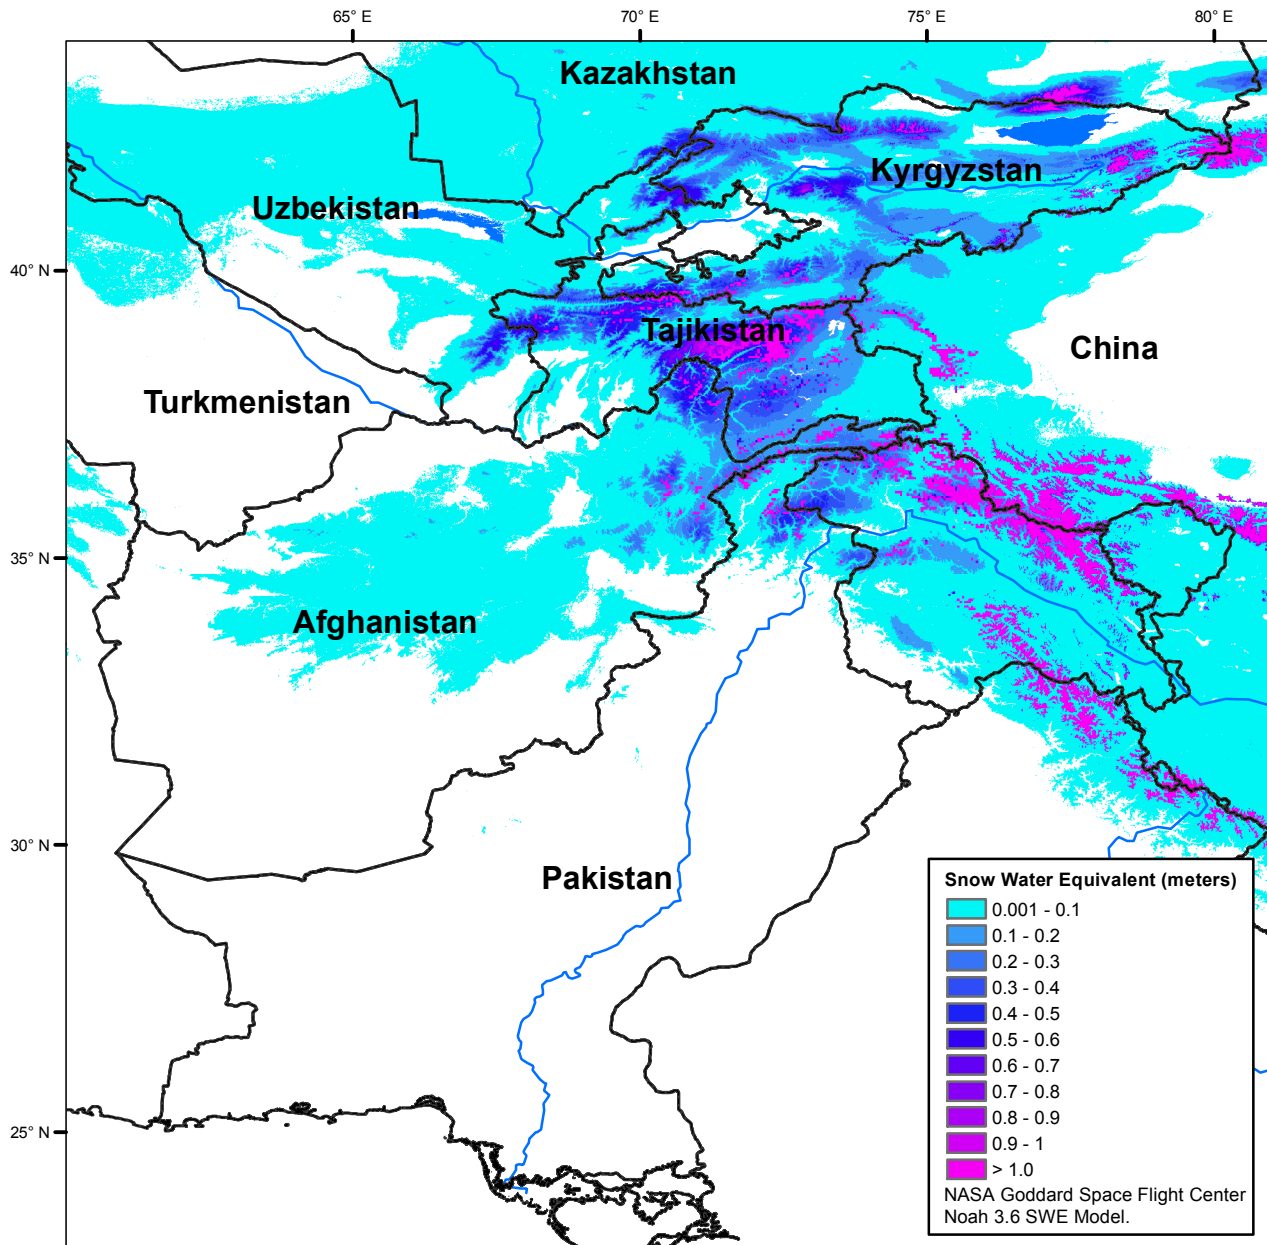 65° E
70° E
75° E
80° E
Kazakhstan
Kyrgyzstan
Uzbekistan
40° N
Tajikistan
China
Turkmenistan
35° N
Afghanistan
30° N
Pakistan
25° N
Snow Water Equivalent (meters)
0.001 - 0.1
0.1 - 0.2
0.2 - 0.3
0.3 - 0.4
0.4 - 0.5
0.5 - 0.6
0.6 - 0.7
0.7 - 0.8
0.8 - 0.9
0.9 - 1
> 1.0
NASA Goddard Space Flight Center
Noah 3.6 SWE Model.